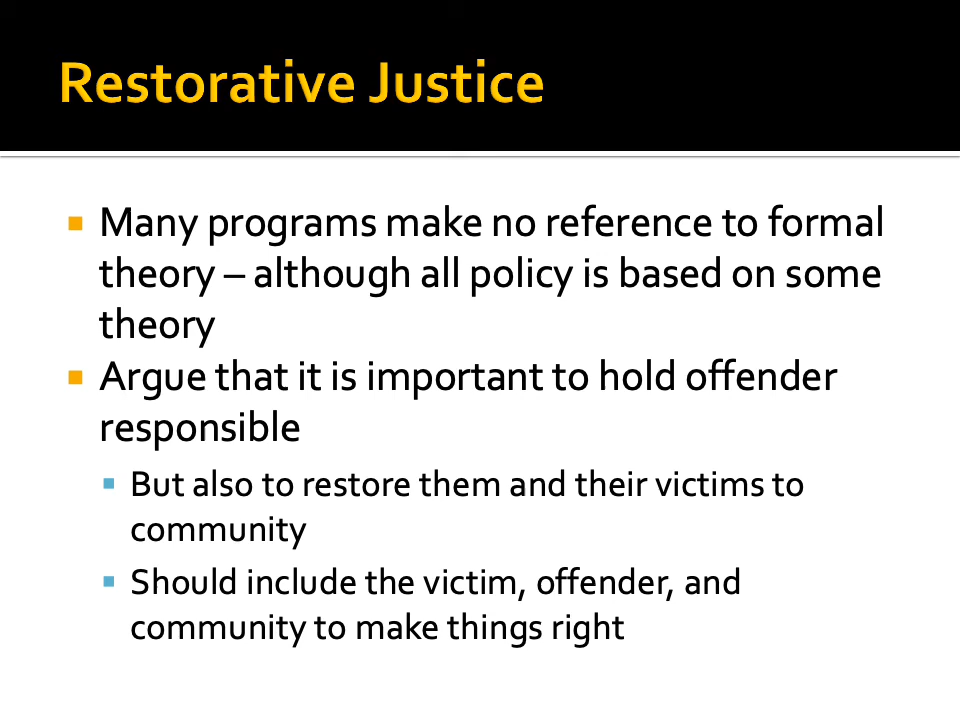 Restorative Justice
Many programs make no reference to formal
theory – although all policy is based on some
theory
Argue that it is important to hold offender
responsible
But also to restore them and their victims to
community
Should include the victim, offender, and
community to make things right